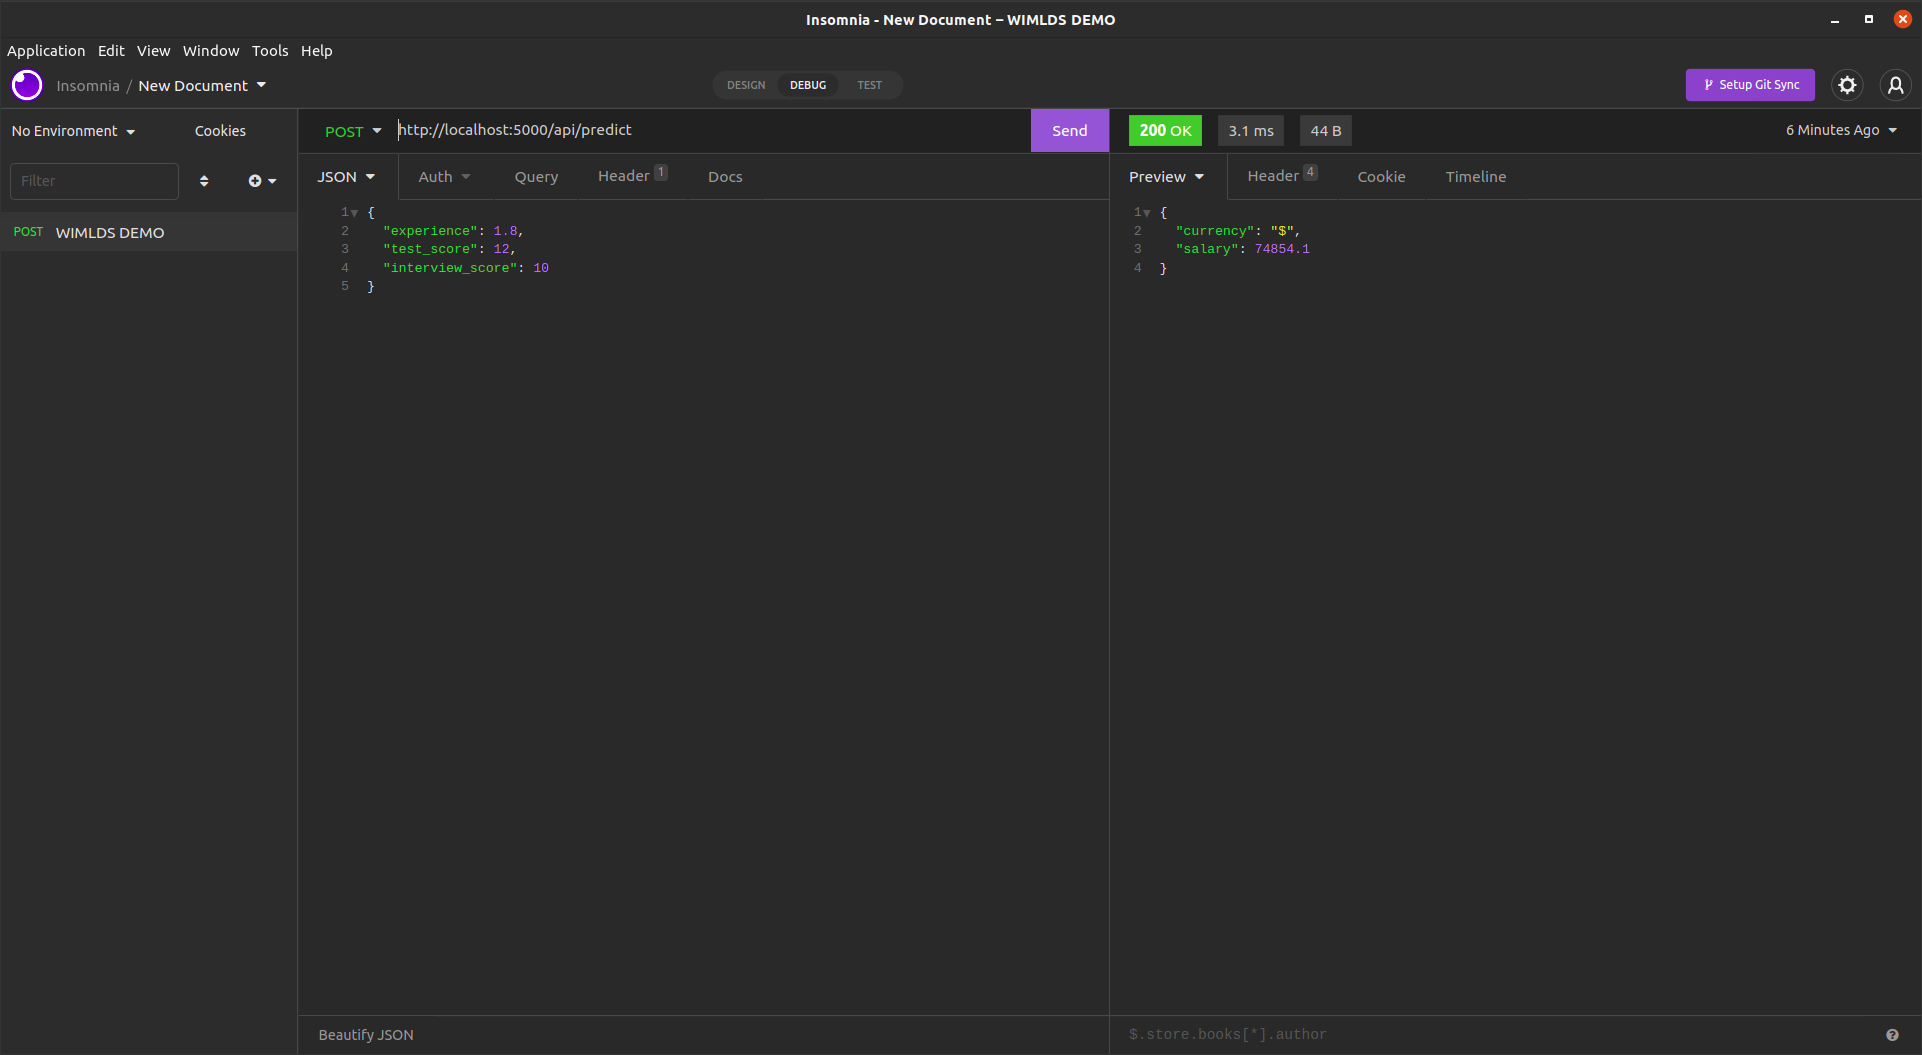 Insomnia - New Document – WIMLDS DEMO
Application Edit View Window Tools Help
Insomnia / New Document
DESIGN DEBUG TEST
Setup Git Sync
No Environment Cookies
Filter
POST WIMLDS DEMO
POST http://localhost:5000/api/predict Send
JSON Auth Query Header 1 Docs
1 {
2 "experience": 1.8,
3 "test_score": 12,
4 "interview_score": 10
5 }
Beautify JSON
200 OK 3.1 ms 44 B 6 Minutes Ago
Preview Header 4 Cookie Timeline
1 {
2 "currency": "$",
3 "salary": 74854.1
4 }
$.store.books[*].author